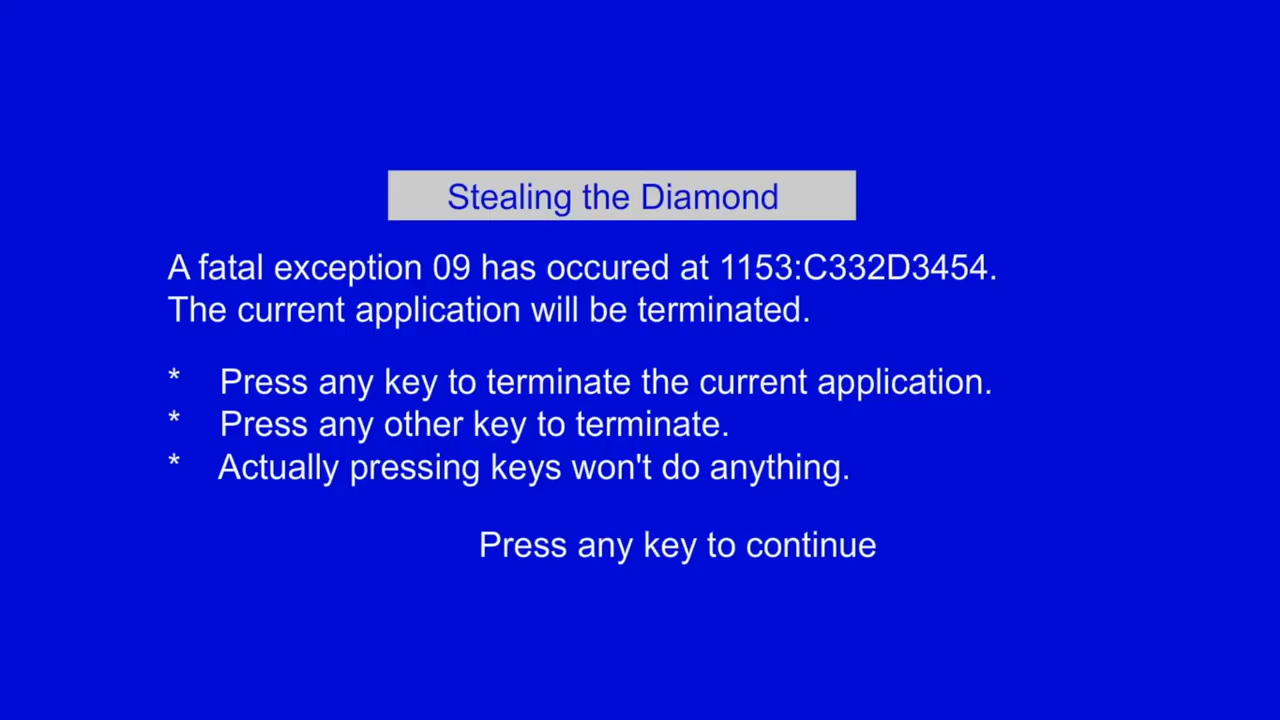 Stealing the Diamond
A fatal exception 09 has occured at 1153:C332D3454.
The current application will be terminated.
* Press any key to terminate the current application.
* Press any other key to terminate.
* Actually pressing keys won't do anything.
Press any key to continue